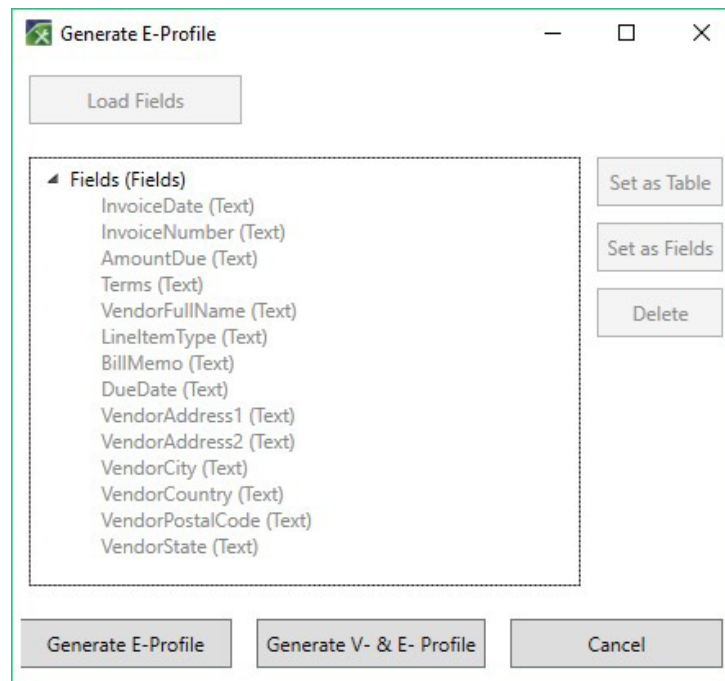 Generate E-Profile
Load Fields
Fields (Fields)
InvoiceDate (Text)
InvoiceNumber (Text)
AmountDue (Text)
Terms (Text)
VendorFullName (Text)
LineItemType (Text)
BillMemo (Text)
DueDate (Text)
VendorAddress1 (Text)
VendorAddress2 (Text)
VendorCity (Text)
VendorCountry (Text)
VendorPostalCode (Text)
VendorState (Text)
Set as Table
Set as Fields
Delete
Generate E-Profile
Generate V- & E- Profile
Cancel